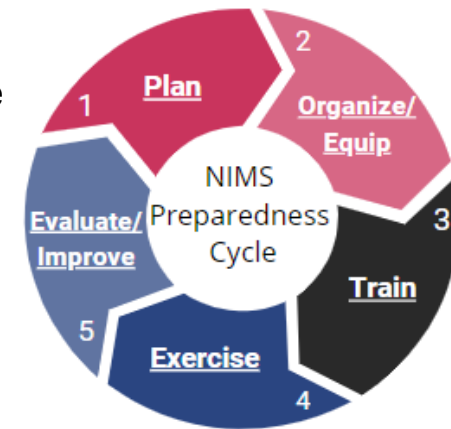 e
1
Plan
2
Organize/
Equip
3
Train
4
Exercise
5
Evaluate/
Improve
NIMS
Preparedness
Cycle